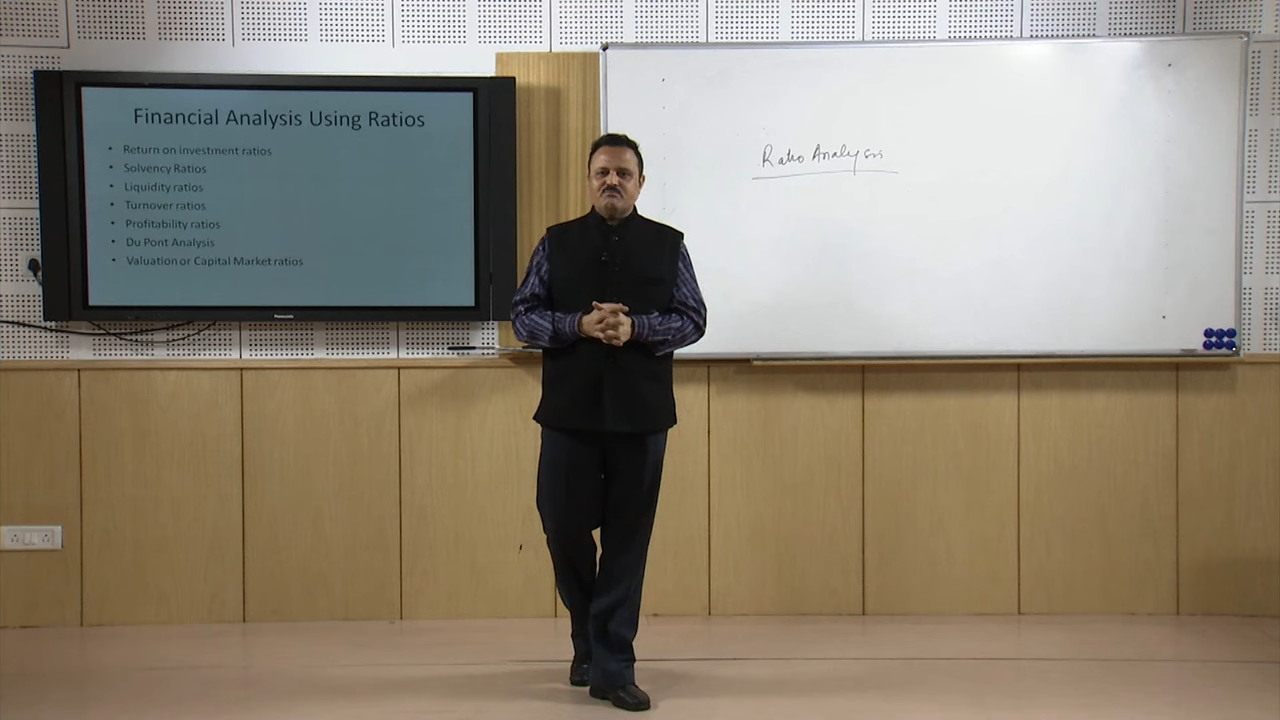 Financial Analysis Using Ratios
• Return on investment ratios
• Solvency Ratios
• Liquidity ratios
• Turnover ratios
• Profitability ratios
• Du Pont Analysis
• Valuation or Capital Market ratios
Panasonic
Ratio Analysis